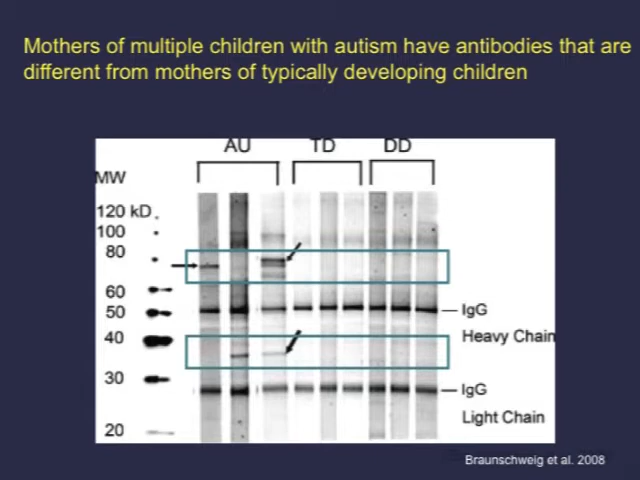 Mothers of multiple children with autism have antibodies that are
different from mothers of typically developing children
AU TD DD
MW
120 kD
100
80
60
50
IgG
40
Heavy Chain
30
IgG
Light Chain
20
Braunschweig et al. 2008